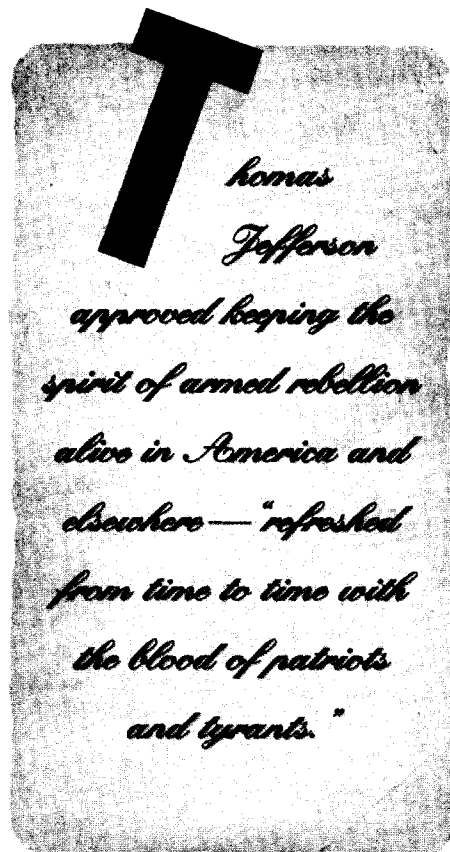 Thomas
Jefferson
approved keeping the
spirit of armed rebellion
alive in America and
elsewhere—“refreshed
from time to time with
the blood of patriots
and tyrants.”